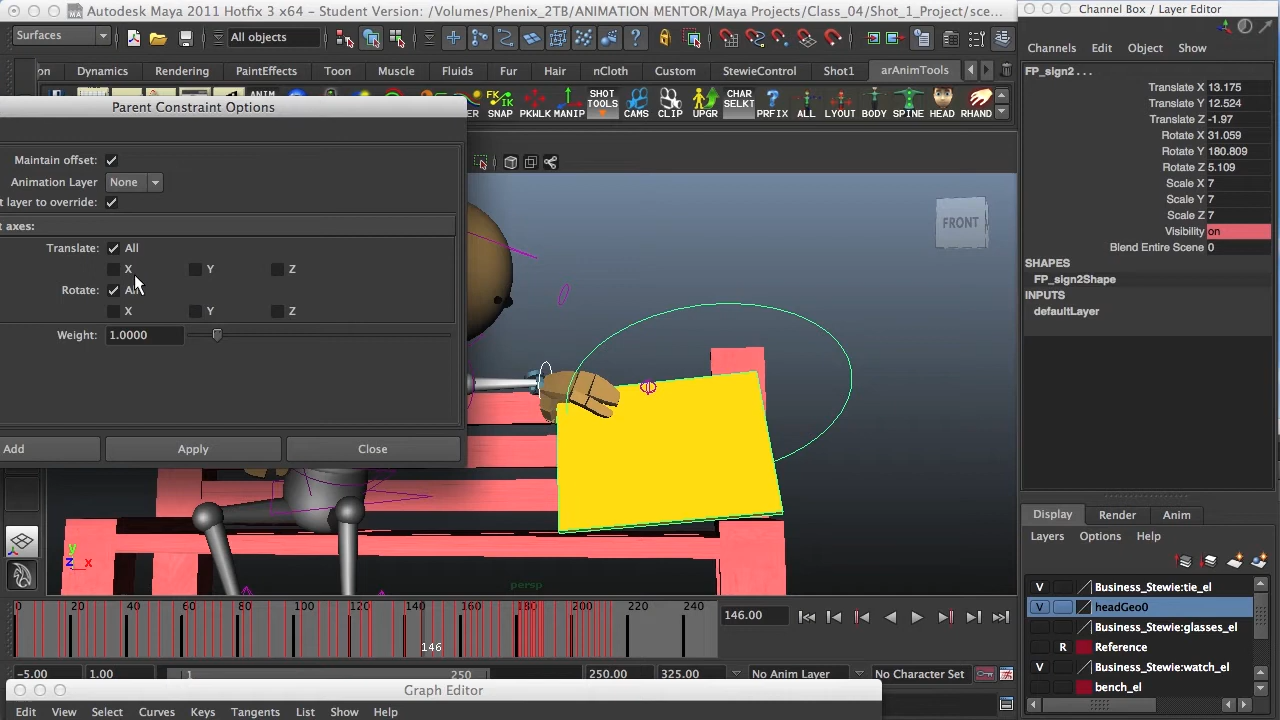 Autodesk Maya 2011 Hotfix 3 x64 - Student Version: /Volumes/Phenix_2TB/ANIMATION MENTOR/Maya Projects/Class_04/Shot_1_Project/sce...
Channel Box / Layer Editor
Surfaces
All objects
Channels Edit Object Show
on Dynamics Rendering PaintEffects Toon Muscle Fluids Fur Hair nCloth Custom StewieControl Shot1 arAnimTools
FP_sign2 . . .
Translate X 13.175
Translate Y 12.524
Translate Z -1.97
Rotate X 31.059
Rotate Y 180.809
Rotate Z 5.109
Scale X 7
Scale Y 7
Scale Z 7
Visibility on
Blend Entire Scene 0
SHAPES
FP_sign2Shape
INPUTS
defaultLayer
FK/IK SHOT CHAR
SNAP PKWLK MANIP TOOLS CAMS CLIP UPGR SELKT PRFIX ALL LYOUT BODY SPINE HEAD RHAND
Parent Constraint Options
Maintain offset:
Animation Layer None
t layer to override:
t axes:
Translate: All
X Y Z
Rotate: All
X Y Z
Weight: 1.0000
Add Apply Close
FRONT
y
z x
persp
Display Render Anim
Layers Options Help
V Business_Stewie:tie_el
V headGeo0
Business_Stewie:glasses_el
R Reference
V Business_Stewie:watch_el
bench_el
0 20 40 60 80 100 120 140 160 180 200 220 240
146
146.00
-5.00 1.00 1 250 250.00 325.00 No Anim Layer No Character Set
Graph Editor
Edit View Select Curves Keys Tangents List Show Help